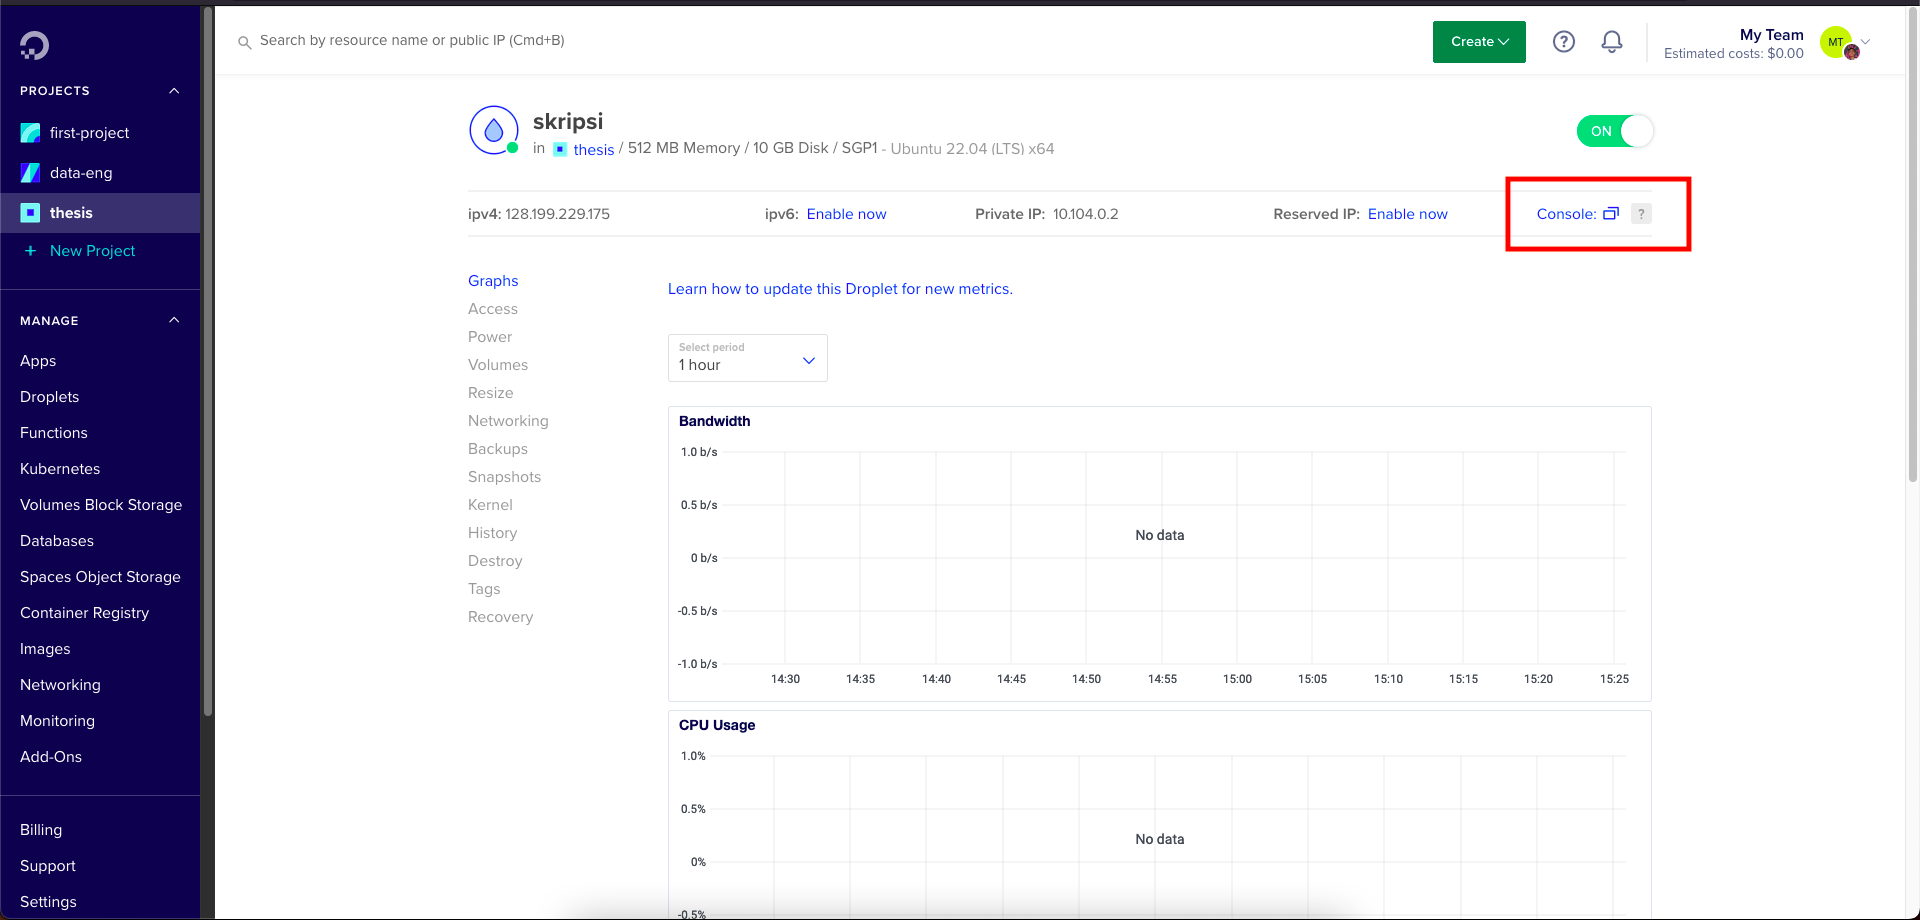 Search by resource name or public IP (Cmd+B)
Create
?
My Team
Estimated costs: $0.00
MT
PROJECTS
first-project
data-eng
thesis
+ New Project
MANAGE
Apps
Droplets
Functions
Kubernetes
Volumes Block Storage
Databases
Spaces Object Storage
Container Registry
Images
Networking
Monitoring
Add-Ons
Billing
Support
Settings
skripsi
in thesis / 512 MB Memory / 10 GB Disk / SGP1 - Ubuntu 22.04 (LTS) x64
ON
ipv4: 128.199.229.175 ipv6: Enable now Private IP: 10.104.0.2 Reserved IP: Enable now Console: ?
Graphs
Access
Power
Volumes
Resize
Networking
Backups
Snapshots
Kernel
History
Destroy
Tags
Recovery
Learn how to update this Droplet for new metrics.
Select period
1 hour
Bandwidth
1.0 b/s
0.5 b/s
No data
0 b/s
-0.5 b/s
-1.0 b/s
14:30 14:35 14:40 14:45 14:50 14:55 15:00 15:05 15:10 15:15 15:20 15:25
CPU Usage
1.0%
0.5%
No data
0%
-0.5%